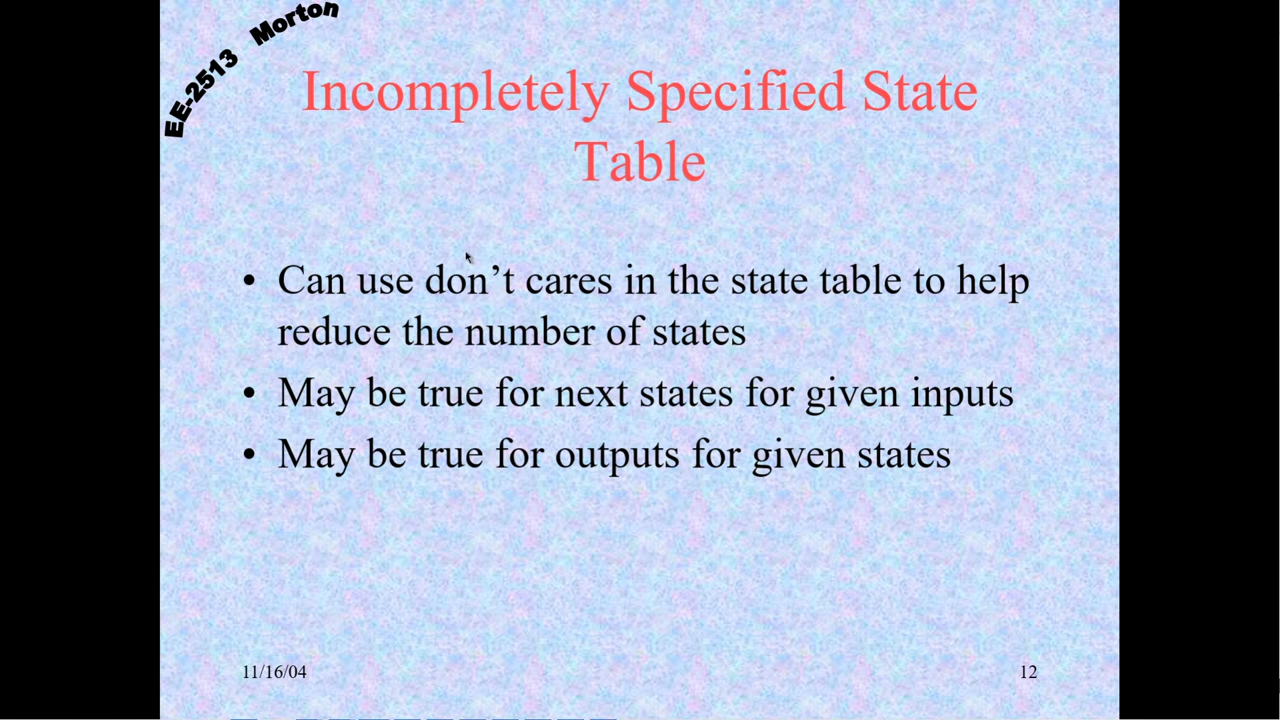 EE-2513 Morton
Incompletely Specified State
Table
• Can use don’t cares in the state table to help
reduce the number of states
• May be true for next states for given inputs
• May be true for outputs for given states
11/16/04
12